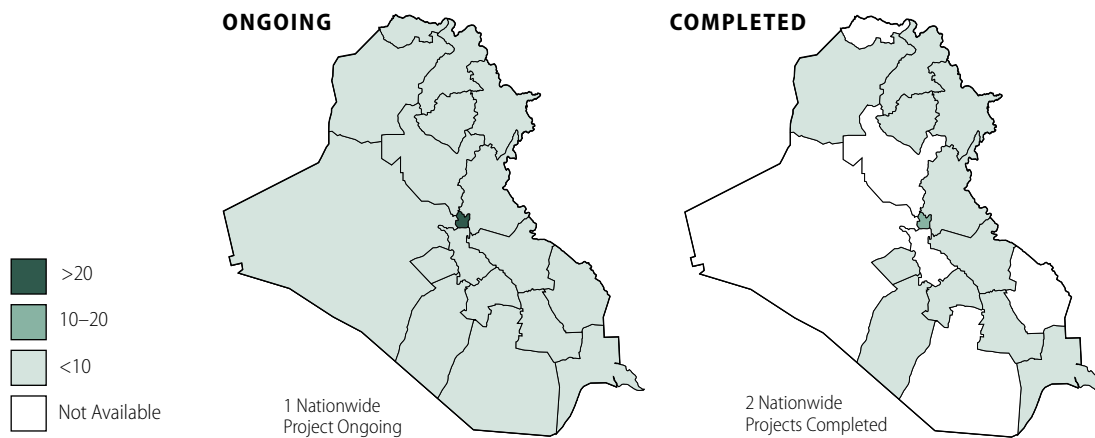 ONGOING
COMPLETED
>20
10–20
<10
Not Available
1 Nationwide
Project Ongoing
2 Nationwide
Projects Completed